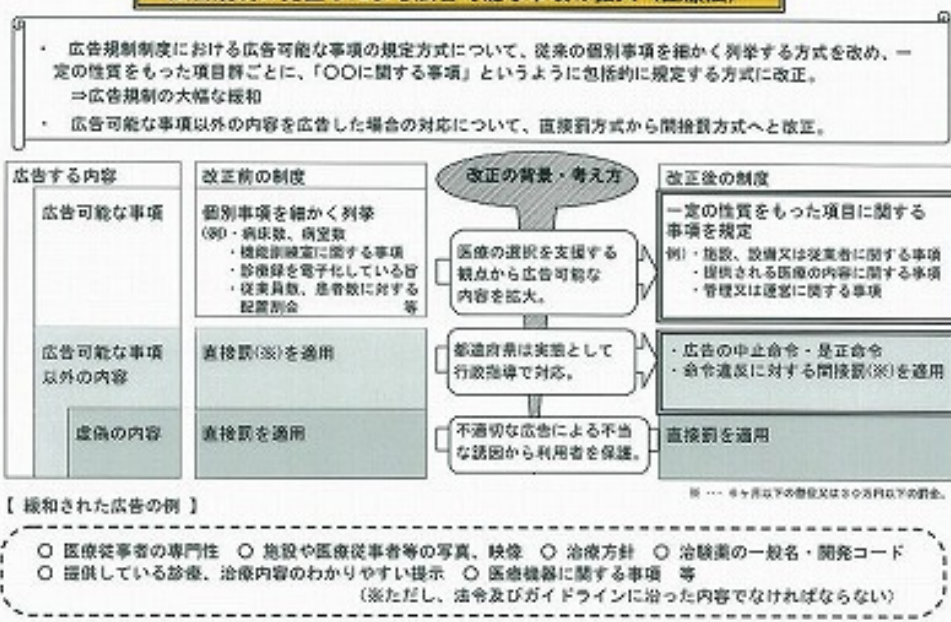 ・ 広告規制制度における広告可能な事項の規定方式について、従来の個別事項を細かく列挙する方式を改め、一
定の性質をもった項目群ごとに、「〇〇に関する事項」というように包括的に規定する方式に改正。
⇒広告規制の大幅な緩和
・ 広告可能な事項以外の内容を広告した場合の対応について、直接罰方式から間接罰方式へと改正。
広告する内容
改正前の制度
改正の背景・考え方
改正後の制度
広告可能な事項
個別事項を細かく列挙
(例)・病床数、病室数
・機能訓練室に関する事項
・診療録を電子化している旨
・従業員数、患者数に対する
配置割合 等
医療の選択を支援する
観点から広告可能な
内容を拡大。
一定の性質をもった項目に関する
事項を規定
例)・施設、設備又は従業者に関する事項
・提供される医療の内容に関する事項
・管理又は運営に関する事項
広告可能な事項
以外の内容
直接罰(※)を適用
都道府県は実態として
行政指導で対応。
・広告の中止命令・是正命令
・命令違反に対する間接罰(※)を適用
虚偽の内容
直接罰を適用
不適切な広告による不当
な誘因から利用者を保護。
直接罰を適用
※ … 6ヶ月以下の懲役又は30万円以下の罰金。
【 緩和された広告の例 】
〇 医療従事者の専門性 〇 施設や医療従事者等の写真、映像 〇 治療方針 〇 治験薬の一般名・開発コード
〇 提供している診療、治療内容のわかりやすい提示 〇 医療機器に関する事項 等
(※ただし、法令及びガイドラインに沿った内容でなければならない)